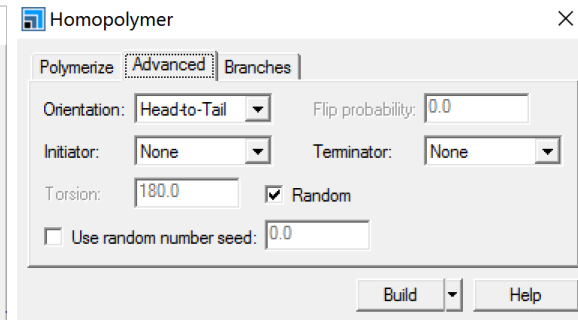 Homopolymer
Polymerize Advanced Branches
Orientation: Head-to-Tail Flip probability: 0.0
Initiator: None Terminator: None
Torsion: 180.0 Random
Use random number seed: 0.0
Build Help